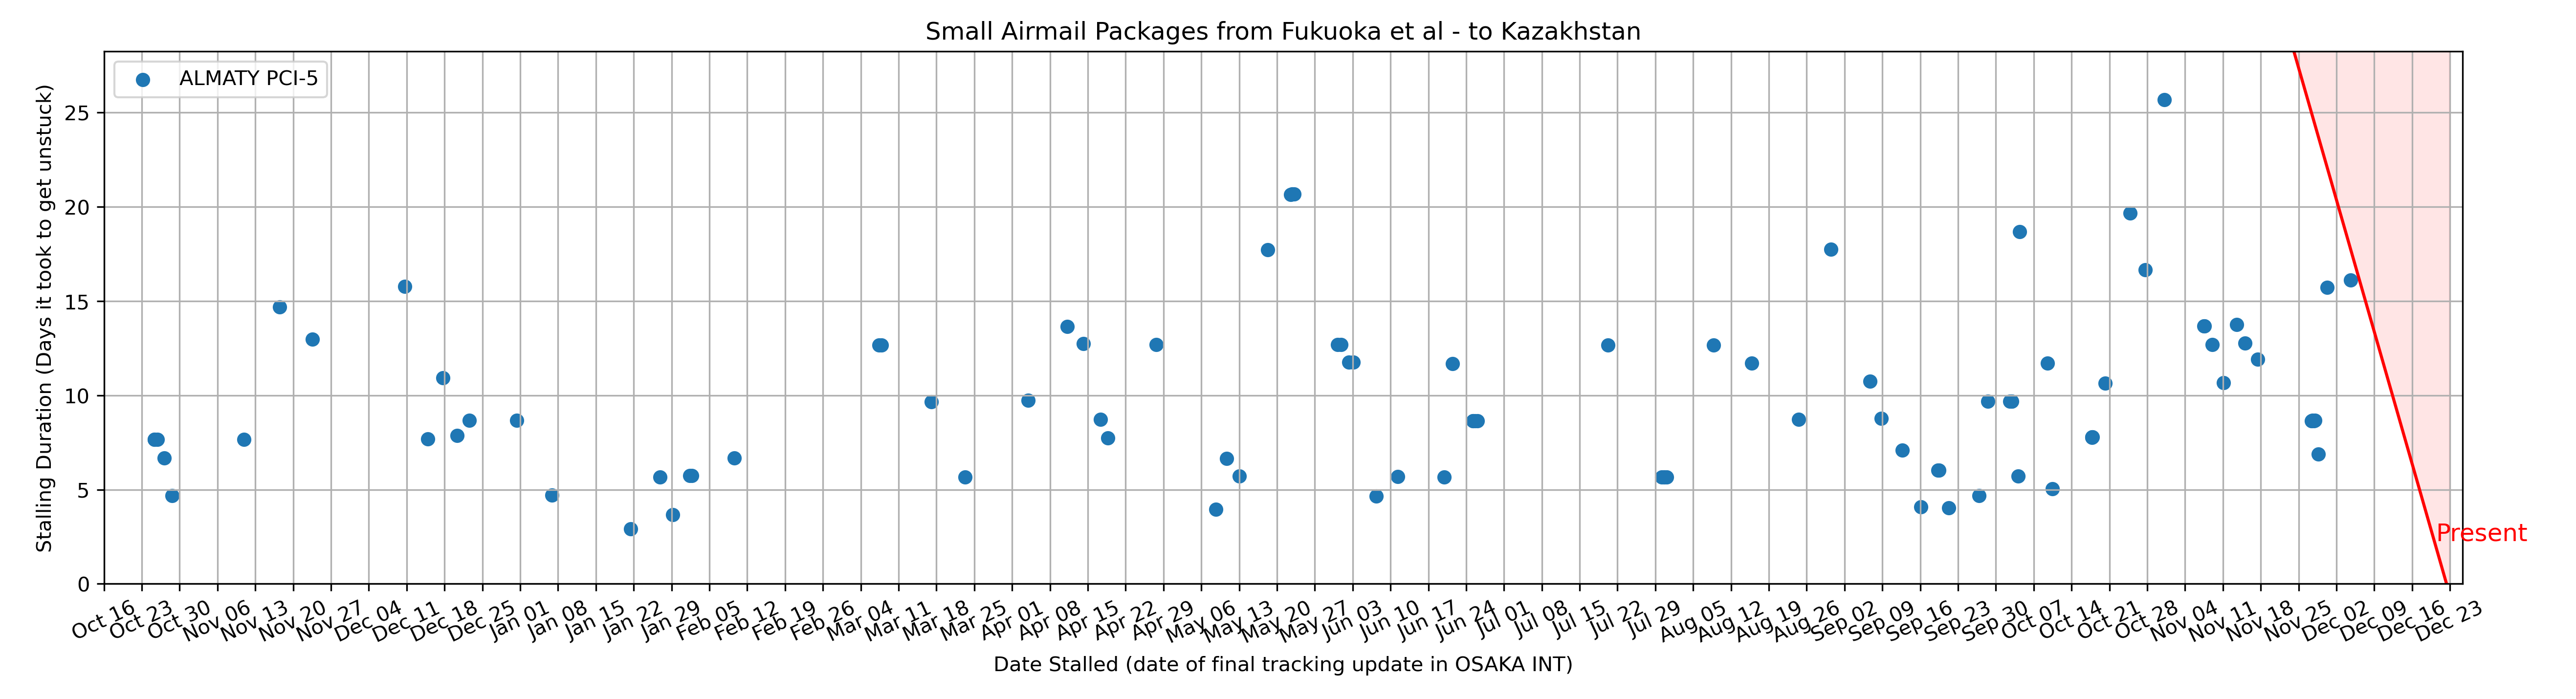 Small Airmail Packages from Fukuoka et al - to Kazakhstan
ALMATY PCI-5
Stalling Duration (Days it took to get unstuck)
25
20
15
10
5
0
Present
Oct 16
Oct 23
Oct 30
Nov 06
Nov 13
Nov 20
Nov 27
Dec 04
Dec 11
Dec 18
Dec 25
Jan 01
Jan 08
Jan 15
Jan 22
Jan 29
Feb 05
Feb 12
Feb 19
Feb 26
Mar 04
Mar 11
Mar 18
Mar 25
Apr 01
Apr 08
Apr 15
Apr 22
Apr 29
May 06
May 13
May 20
May 27
Jun 03
Jun 10
Jun 17
Jun 24
Jul 01
Jul 08
Jul 15
Jul 22
Jul 29
Aug 05
Aug 12
Aug 19
Aug 26
Sep 02
Sep 09
Sep 16
Sep 23
Sep 30
Oct 07
Oct 14
Oct 21
Oct 28
Nov 04
Nov 11
Nov 18
Nov 25
Dec 02
Dec 09
Dec 16
Dec 23
Date Stalled (date of final tracking update in OSAKA INT)